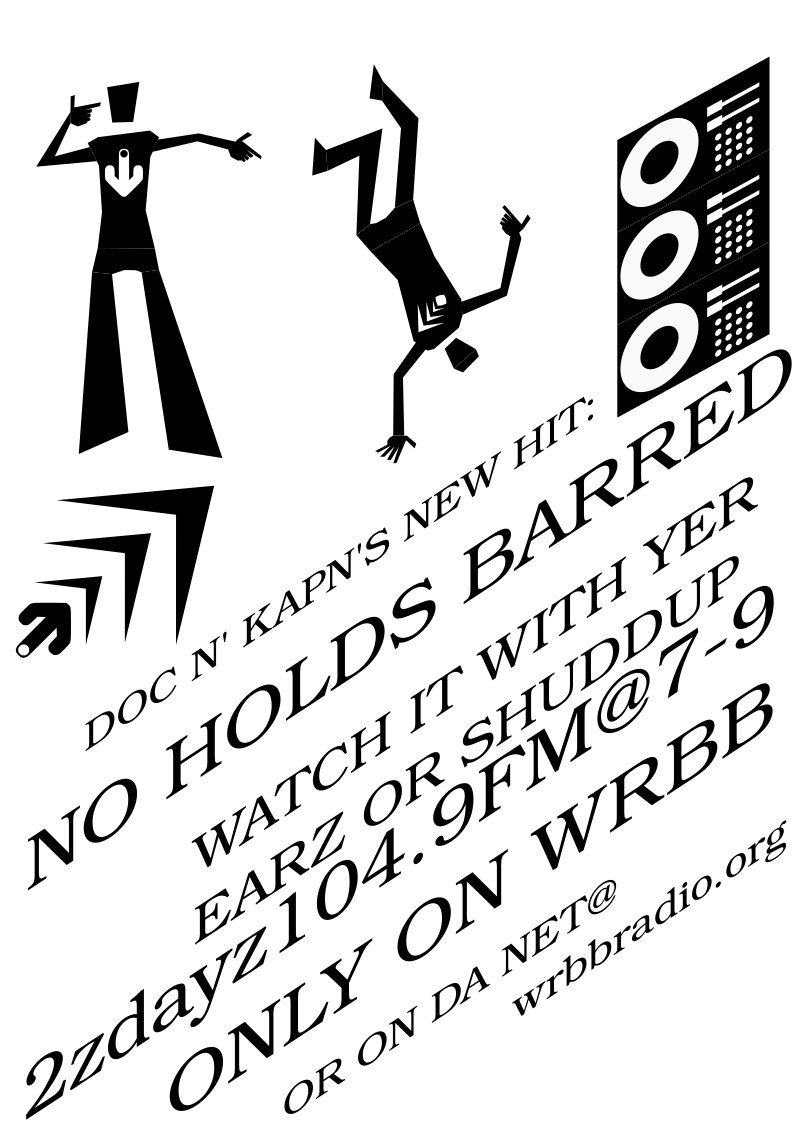 DOC N' KAPN'S NEW HIT:
NO HOLDS BARRED
WATCH IT WITH YER
EARZ OR SHUDDUP
2zdayz104.9FM@7-9
ONLY ON WRBB
OR ON DA NET@
wrbbradio.org